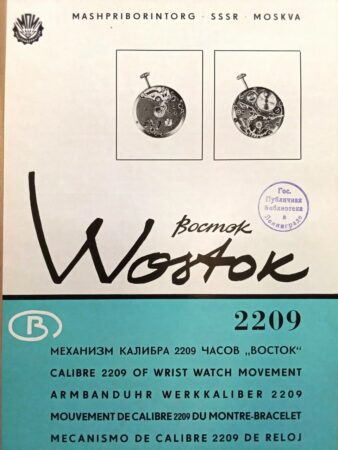 MASHPRIBORINTORG · SSSR · MOSKVA
Гос.
Публичная
Библиотека
в
Ленинграде
Восток
Wostok
2209
В
МЕХАНИЗМ КАЛИБРА 2209 ЧАСОВ „ВОСТОК"
CALIBRE 2209 OF WRIST WATCH MOVEMENT
ARMBANDUHR WERKKALIBER 2209
MOUVEMENT DE CALIBRE 2209 DU MONTRE-BRACELET
MECANISMO DE CALIBRE 2209 DE RELOJ